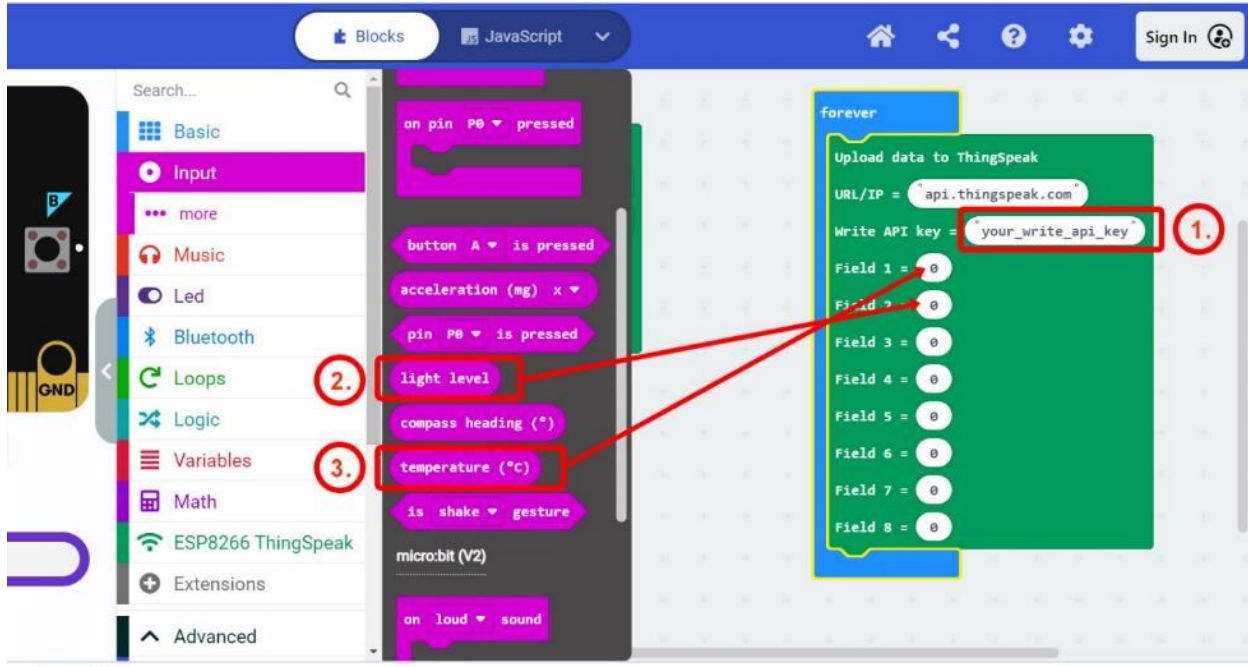 Blocks
JavaScript
Sign In
B
GND
Search...
Basic
Input
more
Music
Led
Bluetooth
Loops
Logic
Variables
Math
ESP8266 ThingSpeak
Extensions
Advanced
on pin P0 pressed
button A is pressed
acceleration (mg) x
pin P0 is pressed
2.
light level
compass heading (°)
3.
temperature (°C)
is shake gesture
micro:bit (V2)
on loud sound
forever
Upload data to ThingSpeak
URL/IP = "api.thingspeak.com"
Write API key = "your_write_api_key"
1.
Field 1 = 0
Field 2 = 0
Field 3 = 0
Field 4 = 0
Field 5 = 0
Field 6 = 0
Field 7 = 0
Field 8 = 0